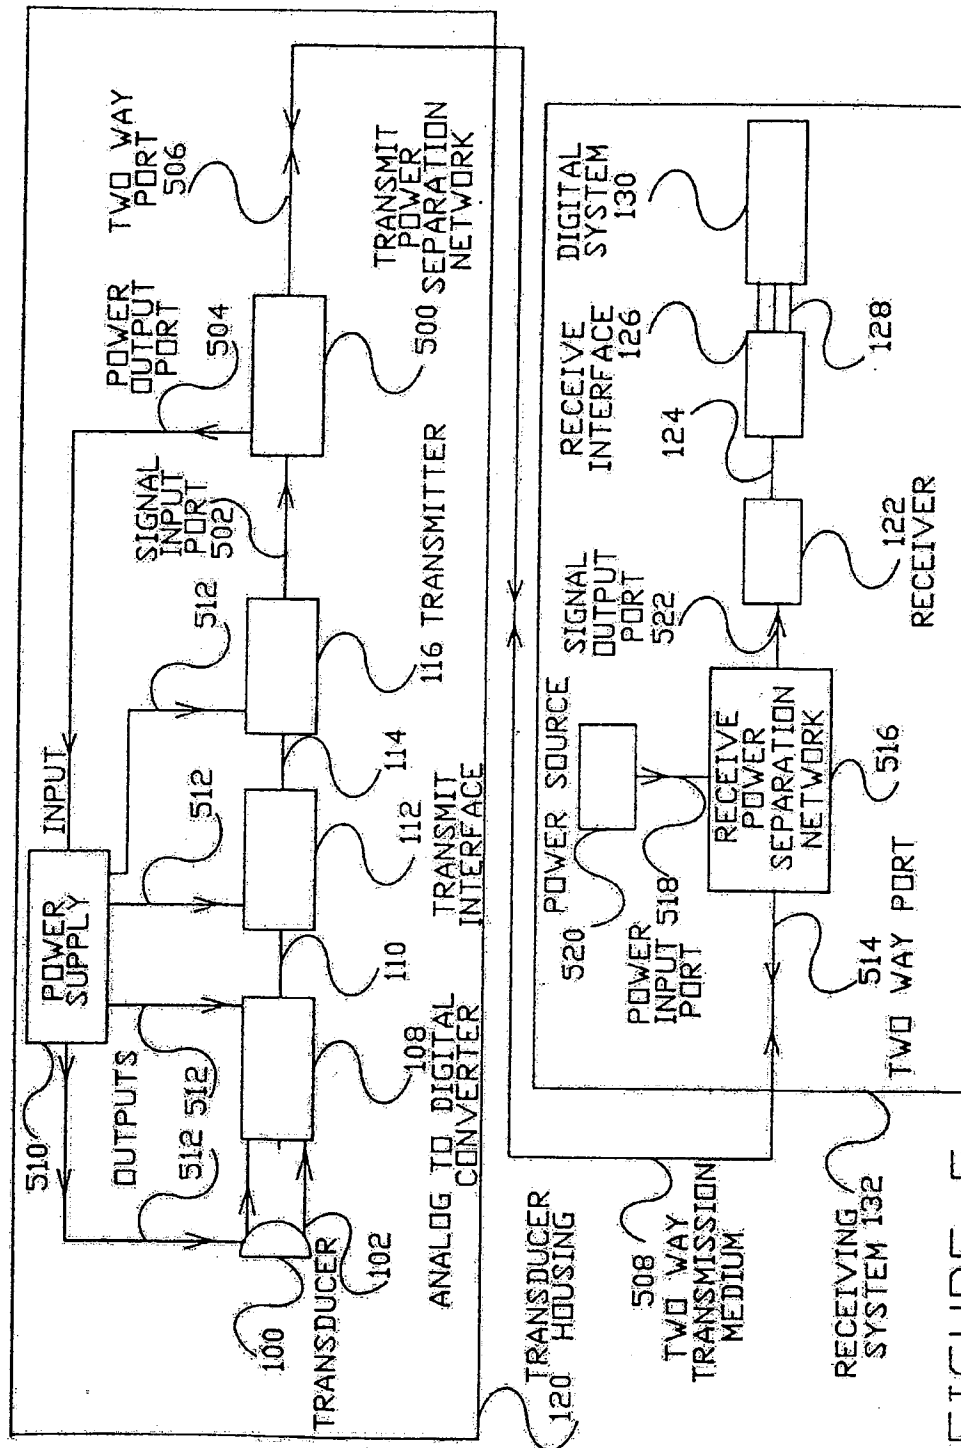 TWO WAY
PORT
506
POWER
OUTPUT
PORT
504
SIGNAL
INPUT
PORT
502
512
INPUT
512
POWER
SUPPLY
510
OUTPUTS
512
512
TRANSMIT
POWER
SEPARATION
NETWORK
500
116 TRANSMITTER
114
112
TRANSMIT
INTERFACE
110
108
ANALOG TO DIGITAL
CONVERTER
102
100
TRANSDUCER
TRANSDUCER
120 HOUSING
508
TWO WAY
TRANSMISSION
MEDIUM
DIGITAL
SYSTEM
130
RECEIVE
INTERFACE
126
128
124
122
RECEIVER
SIGNAL
OUTPUT
PORT
522
POWER SOURCE
520
POWER
INPUT
PORT
518
RECEIVE
POWER
SEPARATION
NETWORK
516
514
TWO WAY PORT
RECEIVING
SYSTEM 132